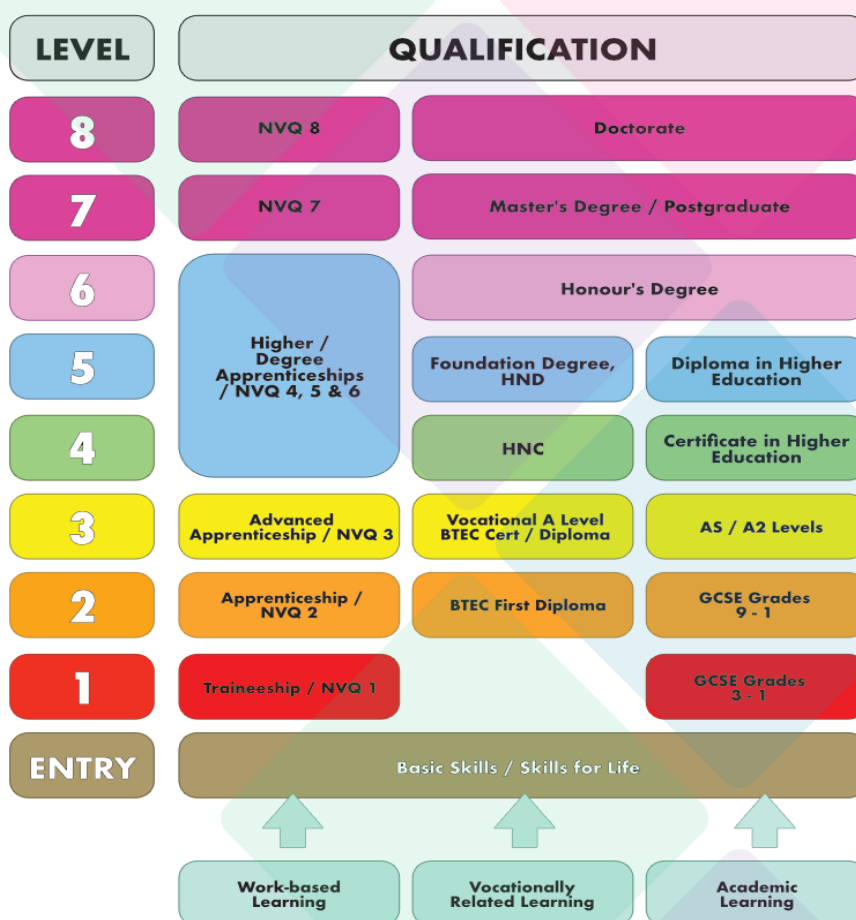 LEVEL
QUALIFICATION
8
NVQ 8
Doctorate
7
NVQ 7
Master's Degree / Postgraduate
6
Honour's Degree
Higher /
Degree
Apprenticeships
/ NVQ 4, 5 & 6
5
Foundation Degree,
HND
Diploma in Higher
Education
4
HNC
Certificate in Higher
Education
3
Advanced
Apprenticeship / NVQ 3
Vocational A Level
BTEC Cert / Diploma
AS / A2 Levels
2
Apprenticeship /
NVQ 2
BTEC First Diploma
GCSE Grades
9 - 1
1
Traineeship / NVQ 1
GCSE Grades
3 - 1
ENTRY
Basic Skills / Skills for Life
Work-based
Learning
Vocationally
Related Learning
Academic
Learning